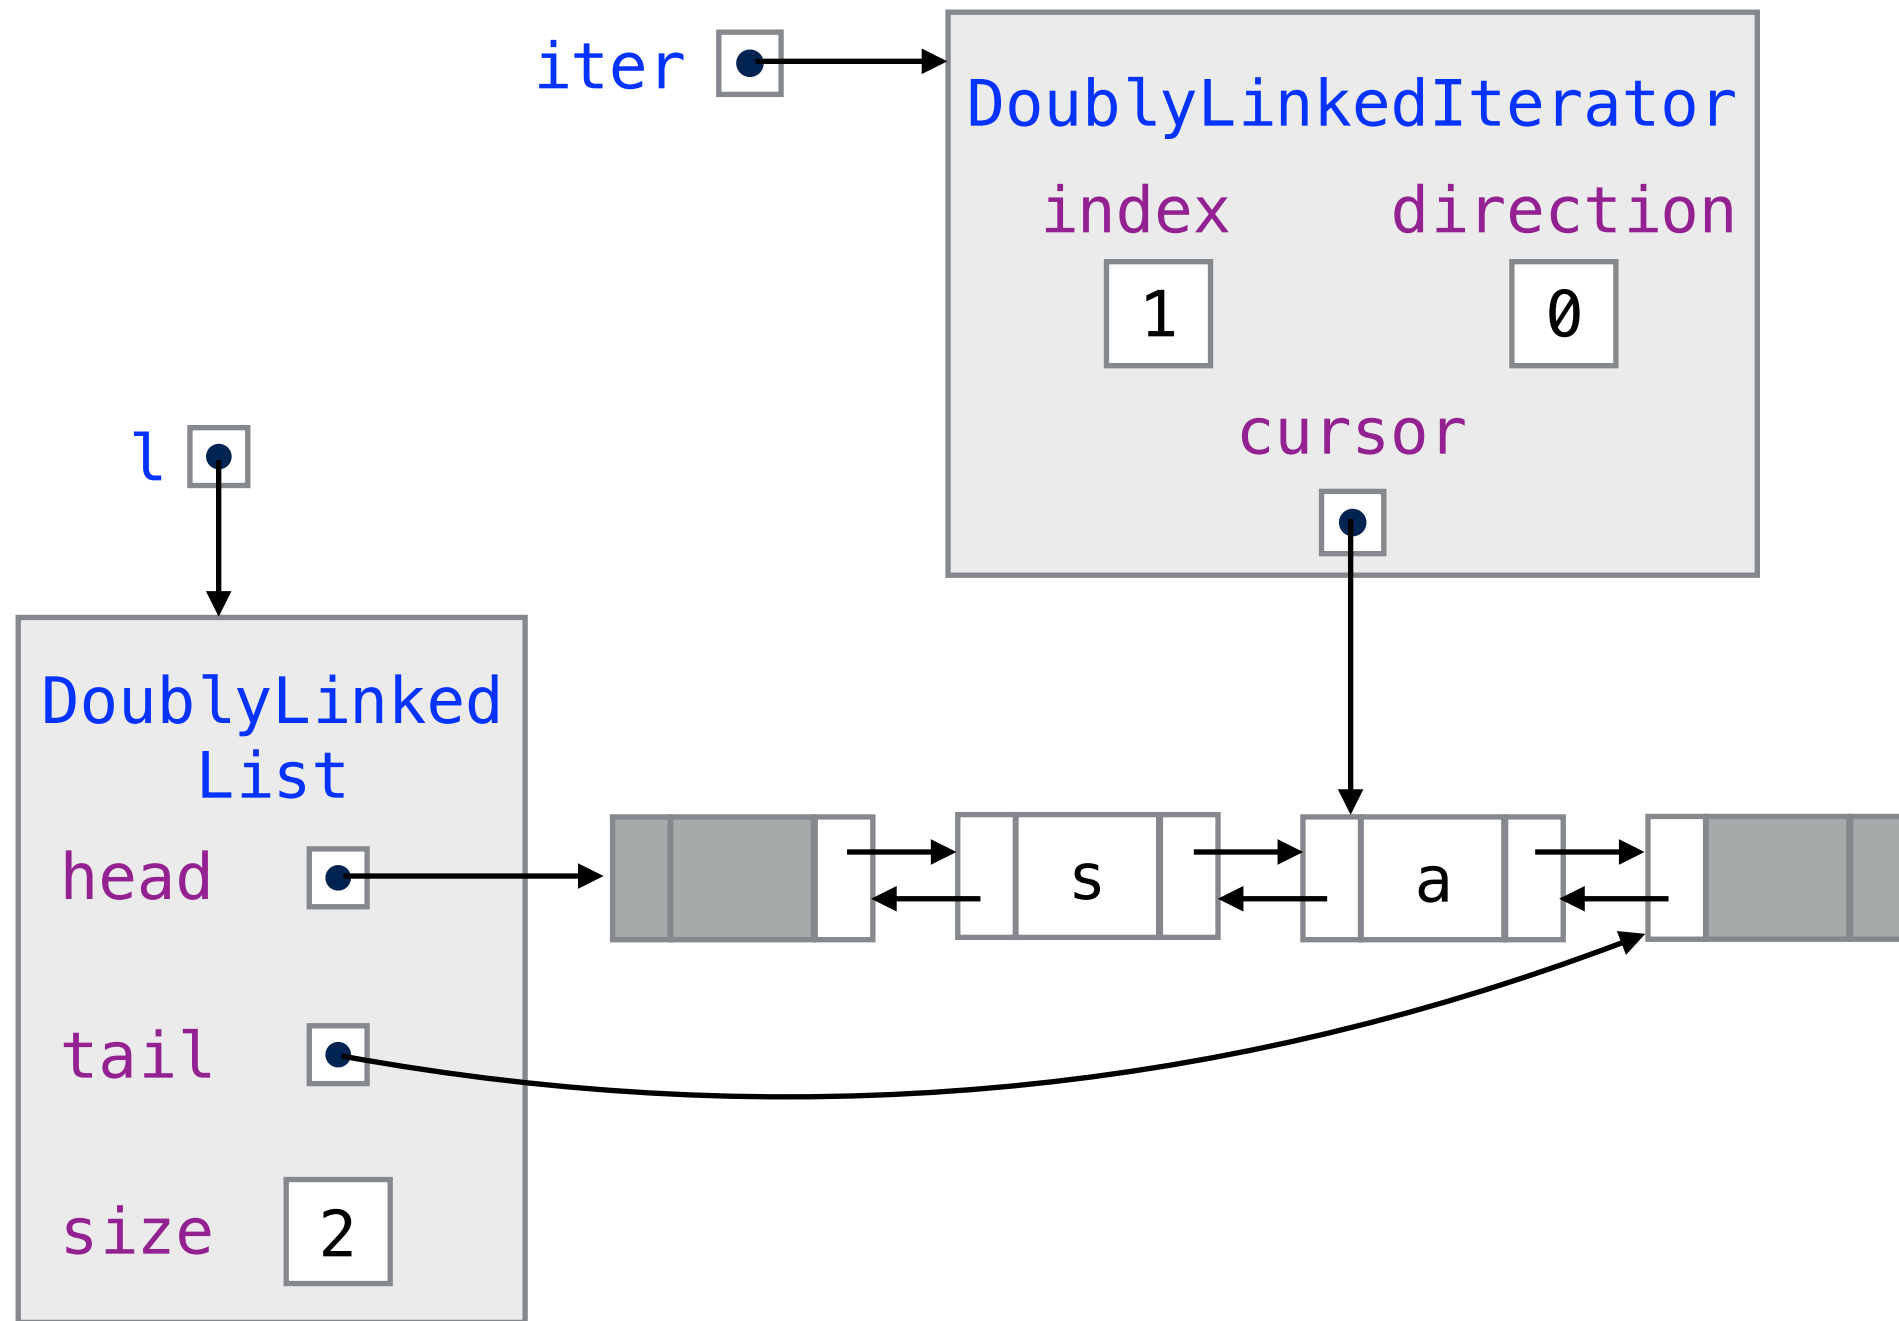 iter
DoublyLinkedIterator
index direction
1 0
cursor
l
DoublyLinked
List
head
s a
tail
size 2